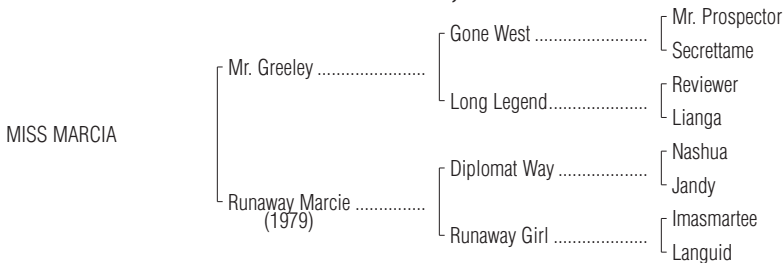 Mr. Prospector
Gone West ........................
Secrettame
Mr. Greeley .......................
Reviewer
Long Legend.....................
Lianga
MISS MARCIA
Nashua
Diplomat Way ...................
Jandy
Runaway Marcie ...............
(1979)
Imasmartee
Runaway Girl ....................
Languid